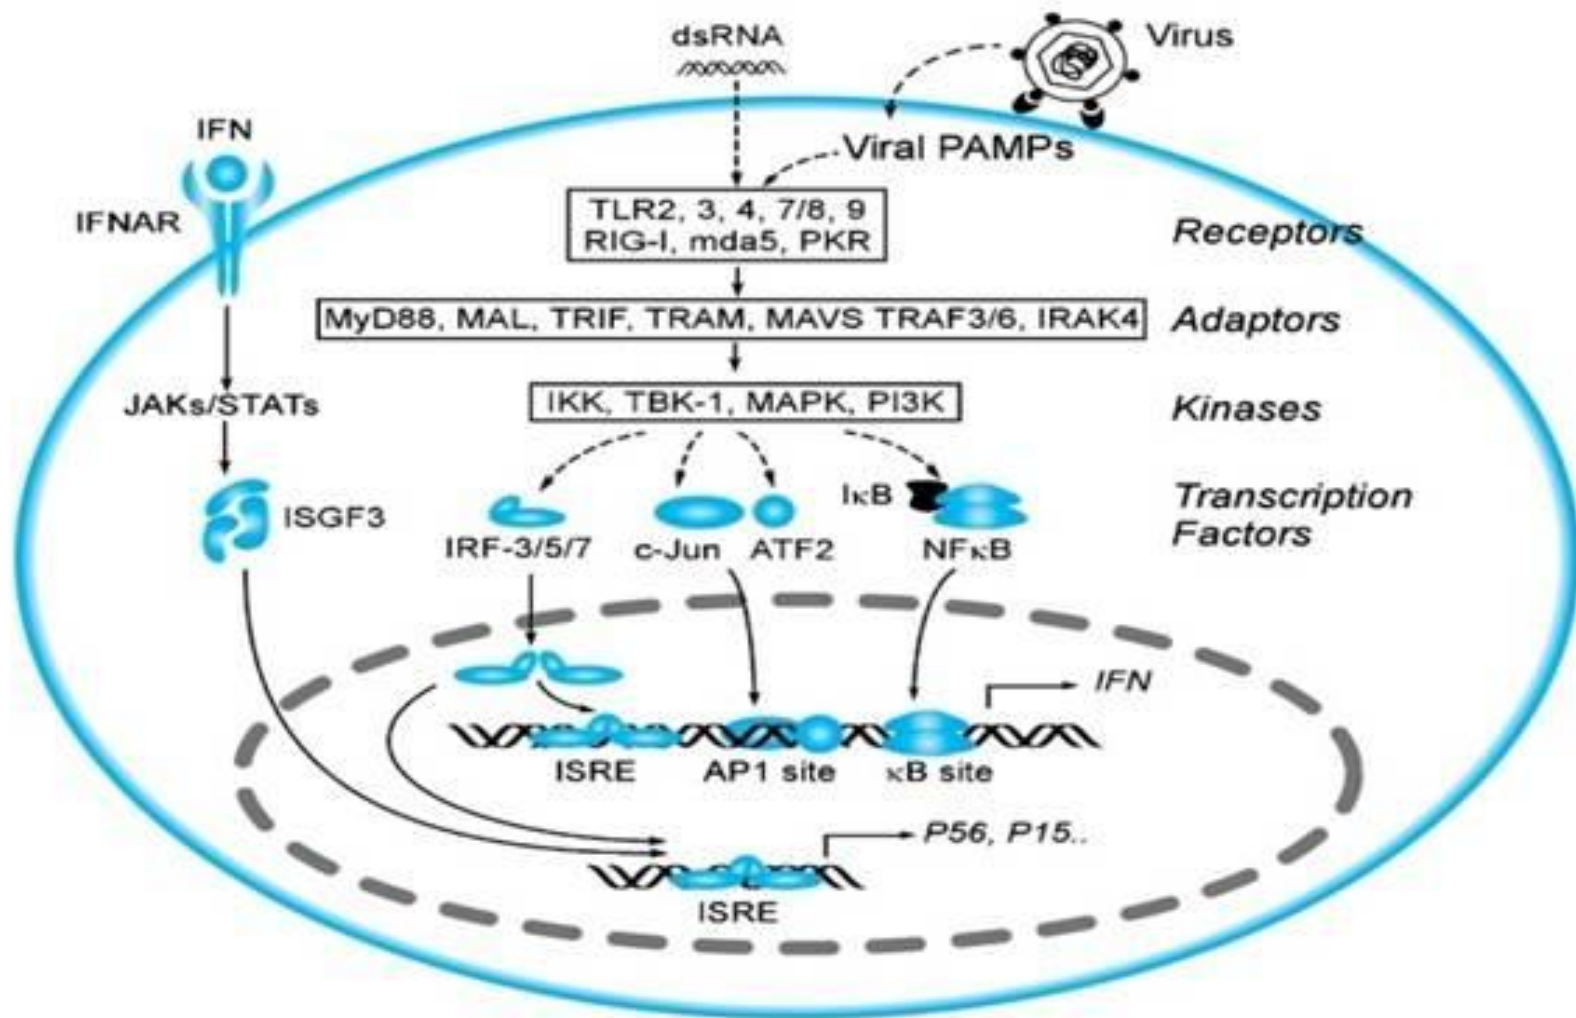 dsRNA
Virus
IFN
Viral PAMPs
IFNAR
TLR2, 3, 4, 7/8, 9
RIG-I, mda5, PKR
Receptors
MyD88, MAL, TRIF, TRAM, MAVS TRAF3/6, IRAK4
Adaptors
JAKs/STATs
IKK, TBK-1, MAPK, PI3K
Kinases
ISGF3
IκB
Transcription
Factors
IRF-3/5/7
c-Jun
ATF2
NFκB
IFN
ISRE
AP1 site
κB site
P56, P15..
ISRE